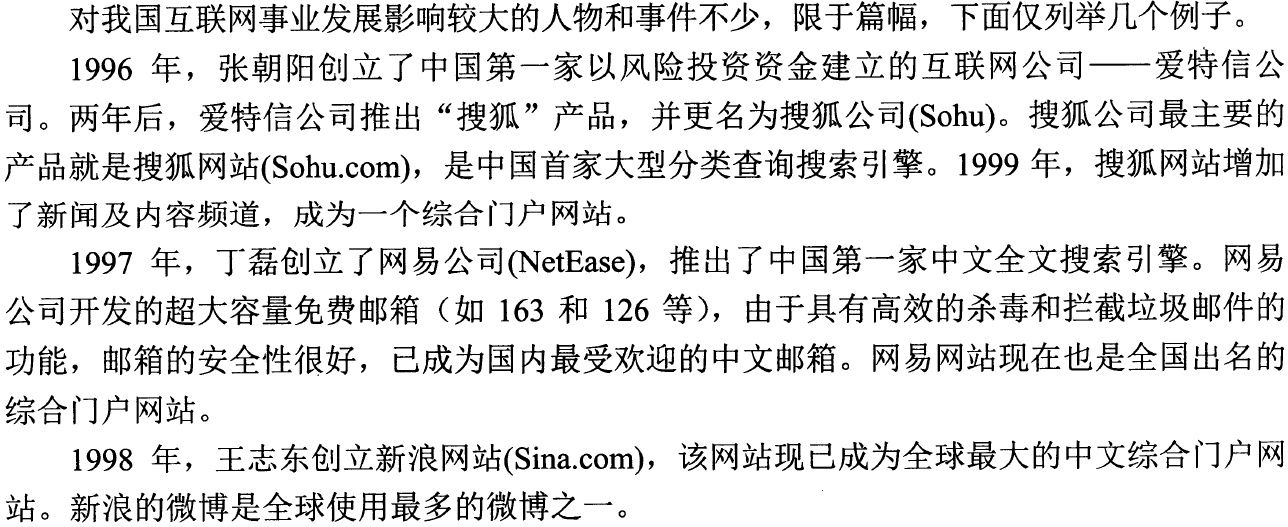 对我国互联网事业发展影响较大的人物和事件不少，限于篇幅，下面仅列举几个例子。
1996 年，张朝阳创立了中国第一家以风险投资资金建立的互联网公司——爱特信公
司。两年后，爱特信公司推出“搜狐”产品，并更名为搜狐公司(Sohu)。搜狐公司最主要的
产品就是搜狐网站(Sohu.com)，是中国首家大型分类查询搜索引擎。1999 年，搜狐网站增加
了新闻及内容频道，成为一个综合门户网站。
1997 年，丁磊创立了网易公司(NetEase)，推出了中国第一家中文全文搜索引擎。网易
公司开发的超大容量免费邮箱（如 163 和 126 等），由于具有高效的杀毒和拦截垃圾邮件的
功能，邮箱的安全性很好，已成为国内最受欢迎的中文邮箱。网易网站现在也是全国出名的
综合门户网站。
1998 年，王志东创立新浪网站(Sina.com)，该网站现已成为全球最大的中文综合门户网
站。新浪的微博是全球使用最多的微博之一。